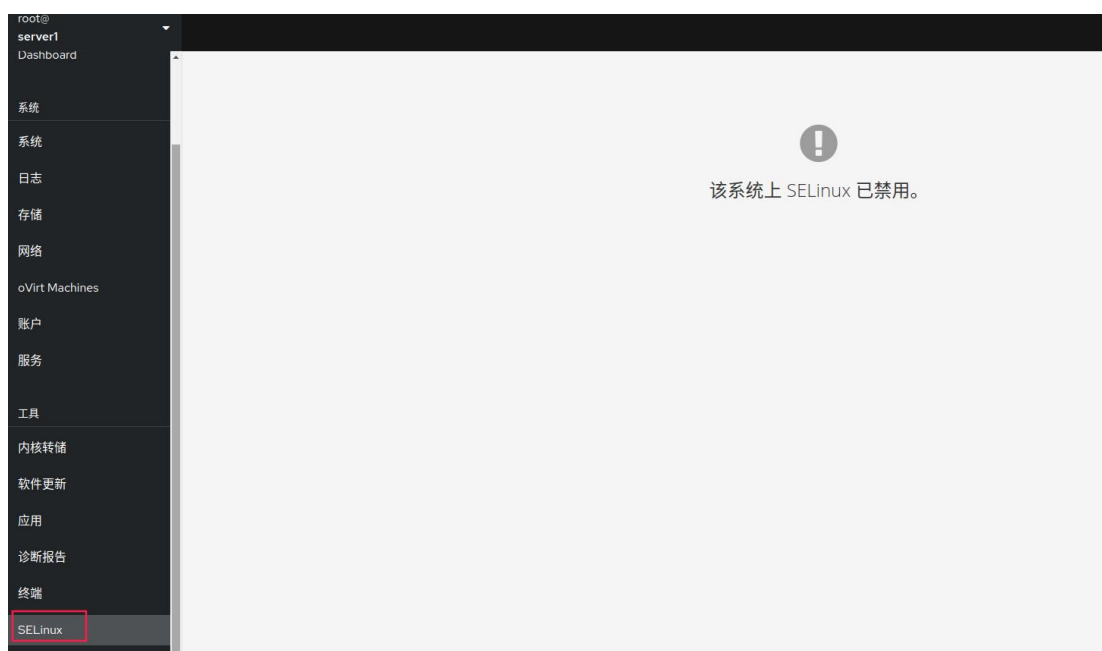 root@
server1
Dashboard
系统
系统
日志
存储
网络
oVirt Machines
账户
服务
工具
内核转储
软件更新
应用
诊断报告
终端
SELinux
该系统上 SELinux 已禁用。